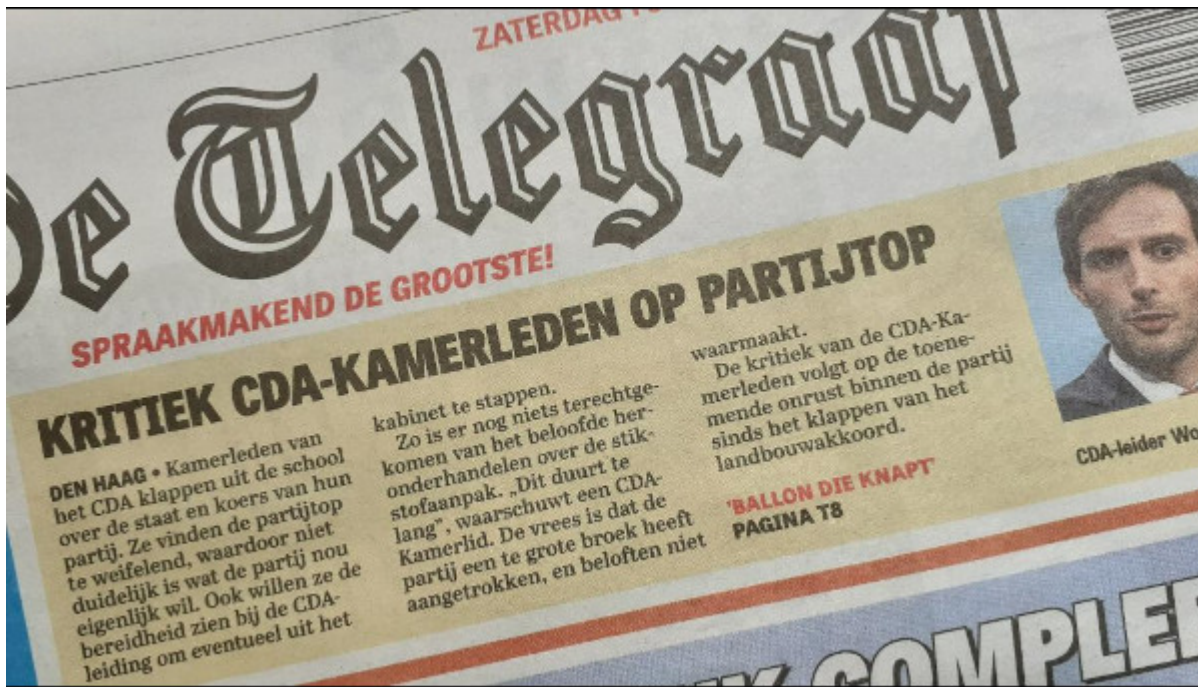 ZATERDAG
De Telegraaf
SPRAAKMAKEND DE GROOTSTE!
KRITIEK CDA-KAMERLEDEN OP PARTIJTOP
DEN HAAG • Kamerleden van
het CDA klappen uit de school
over de staat en koers van hun
partij. Ze vinden de partijtop
te weifelend, waardoor niet
duidelijk is wat de partij nou
eigenlijk wil. Ook willen ze de
bereidheid zien bij de CDA-
leiding om eventueel uit het
kabinet te stappen.
Zo is er nog niets terechtge-
komen van het beloofde her-
onderhandelen over de stik-
stofaanpak. „Dit duurt te
lang”, waarschuwt een CDA-
Kamerlid. De vrees is dat de
partij een te grote broek heeft
aangetrokken, en beloften niet
waarmaakt.
De kritiek van de CDA-Ka-
merleden volgt op de toene-
mende onrust binnen de partij
sinds het klappen van het
landbouwakkoord.
'BALLON DIE KNAPT'
PAGINA T8
CDA-leider Wo
COMPLE